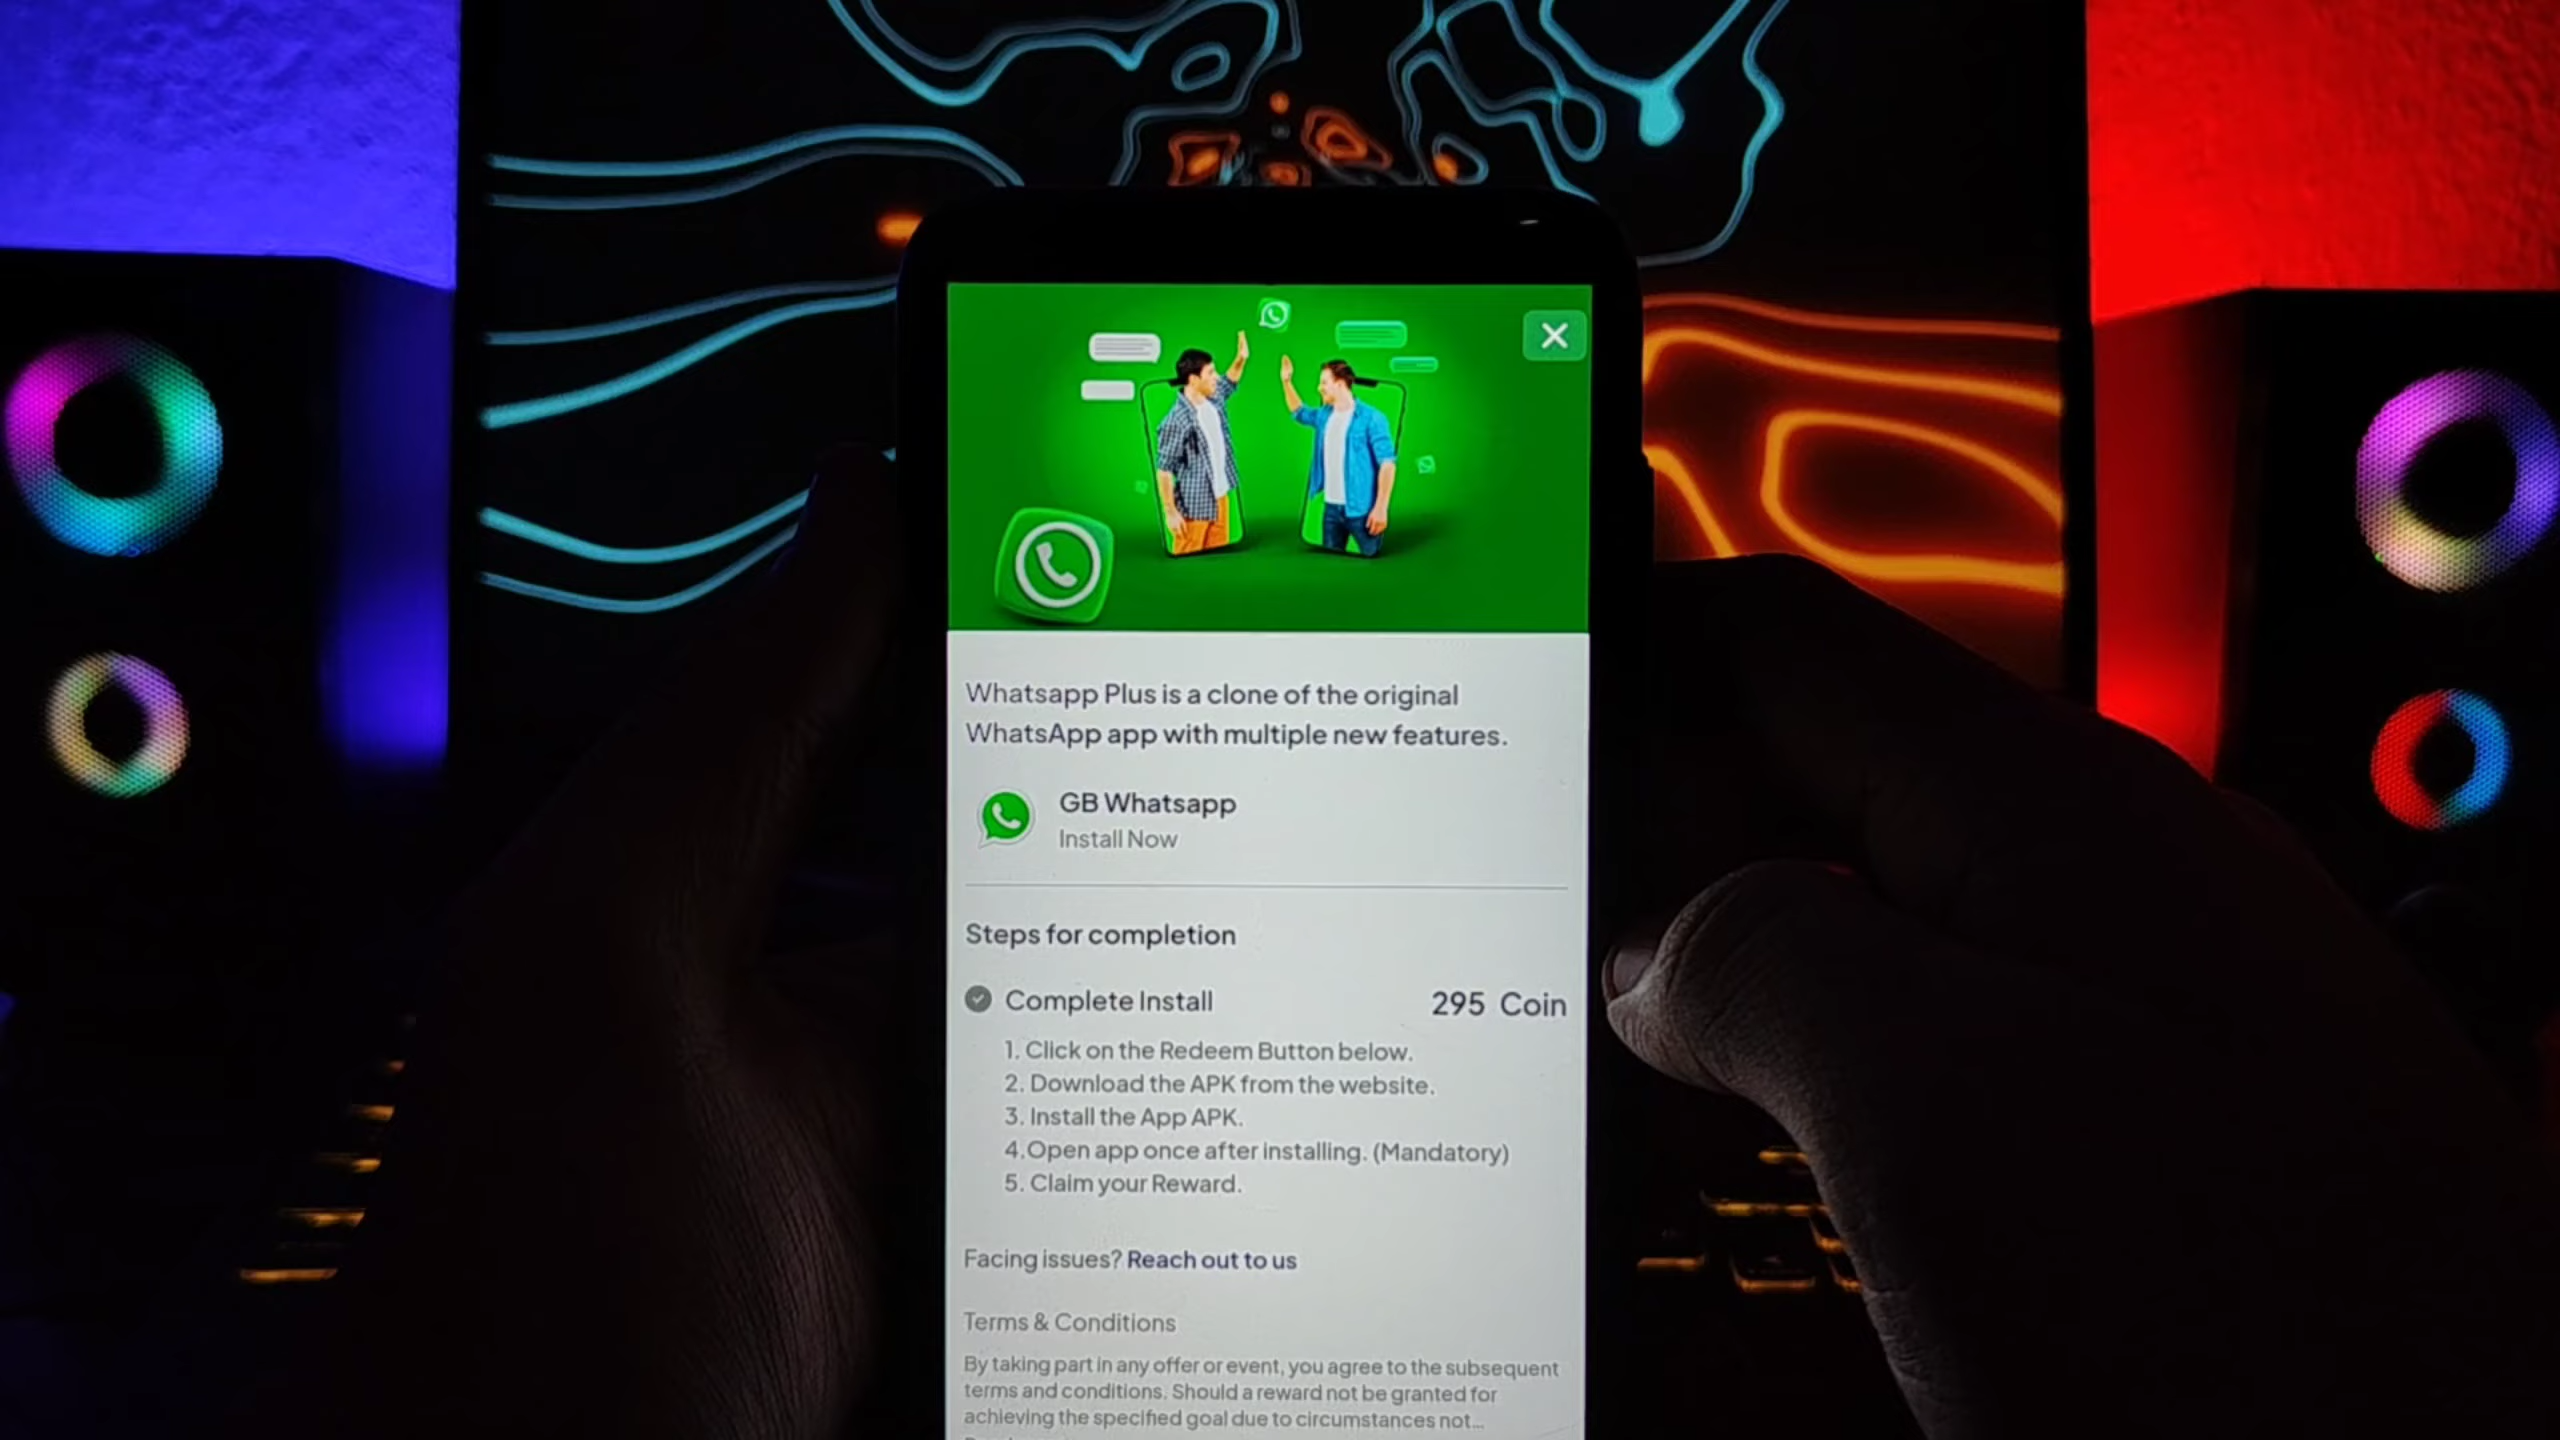 Whatsapp Plus is a clone of the original
WhatsApp app with multiple new features.
GB Whatsapp
Install Now
Steps for completion
Complete Install 295 Coin
1. Click on the Redeem Button below.
2. Download the APK from the website.
3. Install the App APK.
4.Open app once after installing. (Mandatory)
5. Claim your Reward.
Facing issues? Reach out to us
Terms & Conditions
By taking part in any offer or event, you agree to the subsequent
terms and conditions. Should a reward not be granted for
achieving the specified goal due to circumstances not...